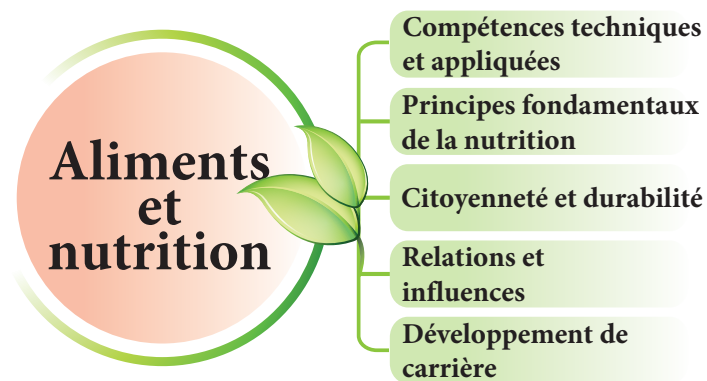 Aliments
et
nutrition
Compétences techniques
et appliquées
Principes fondamentaux
de la nutrition
Citoyenneté et durabilité
Relations et
influences
Développement de
carrière